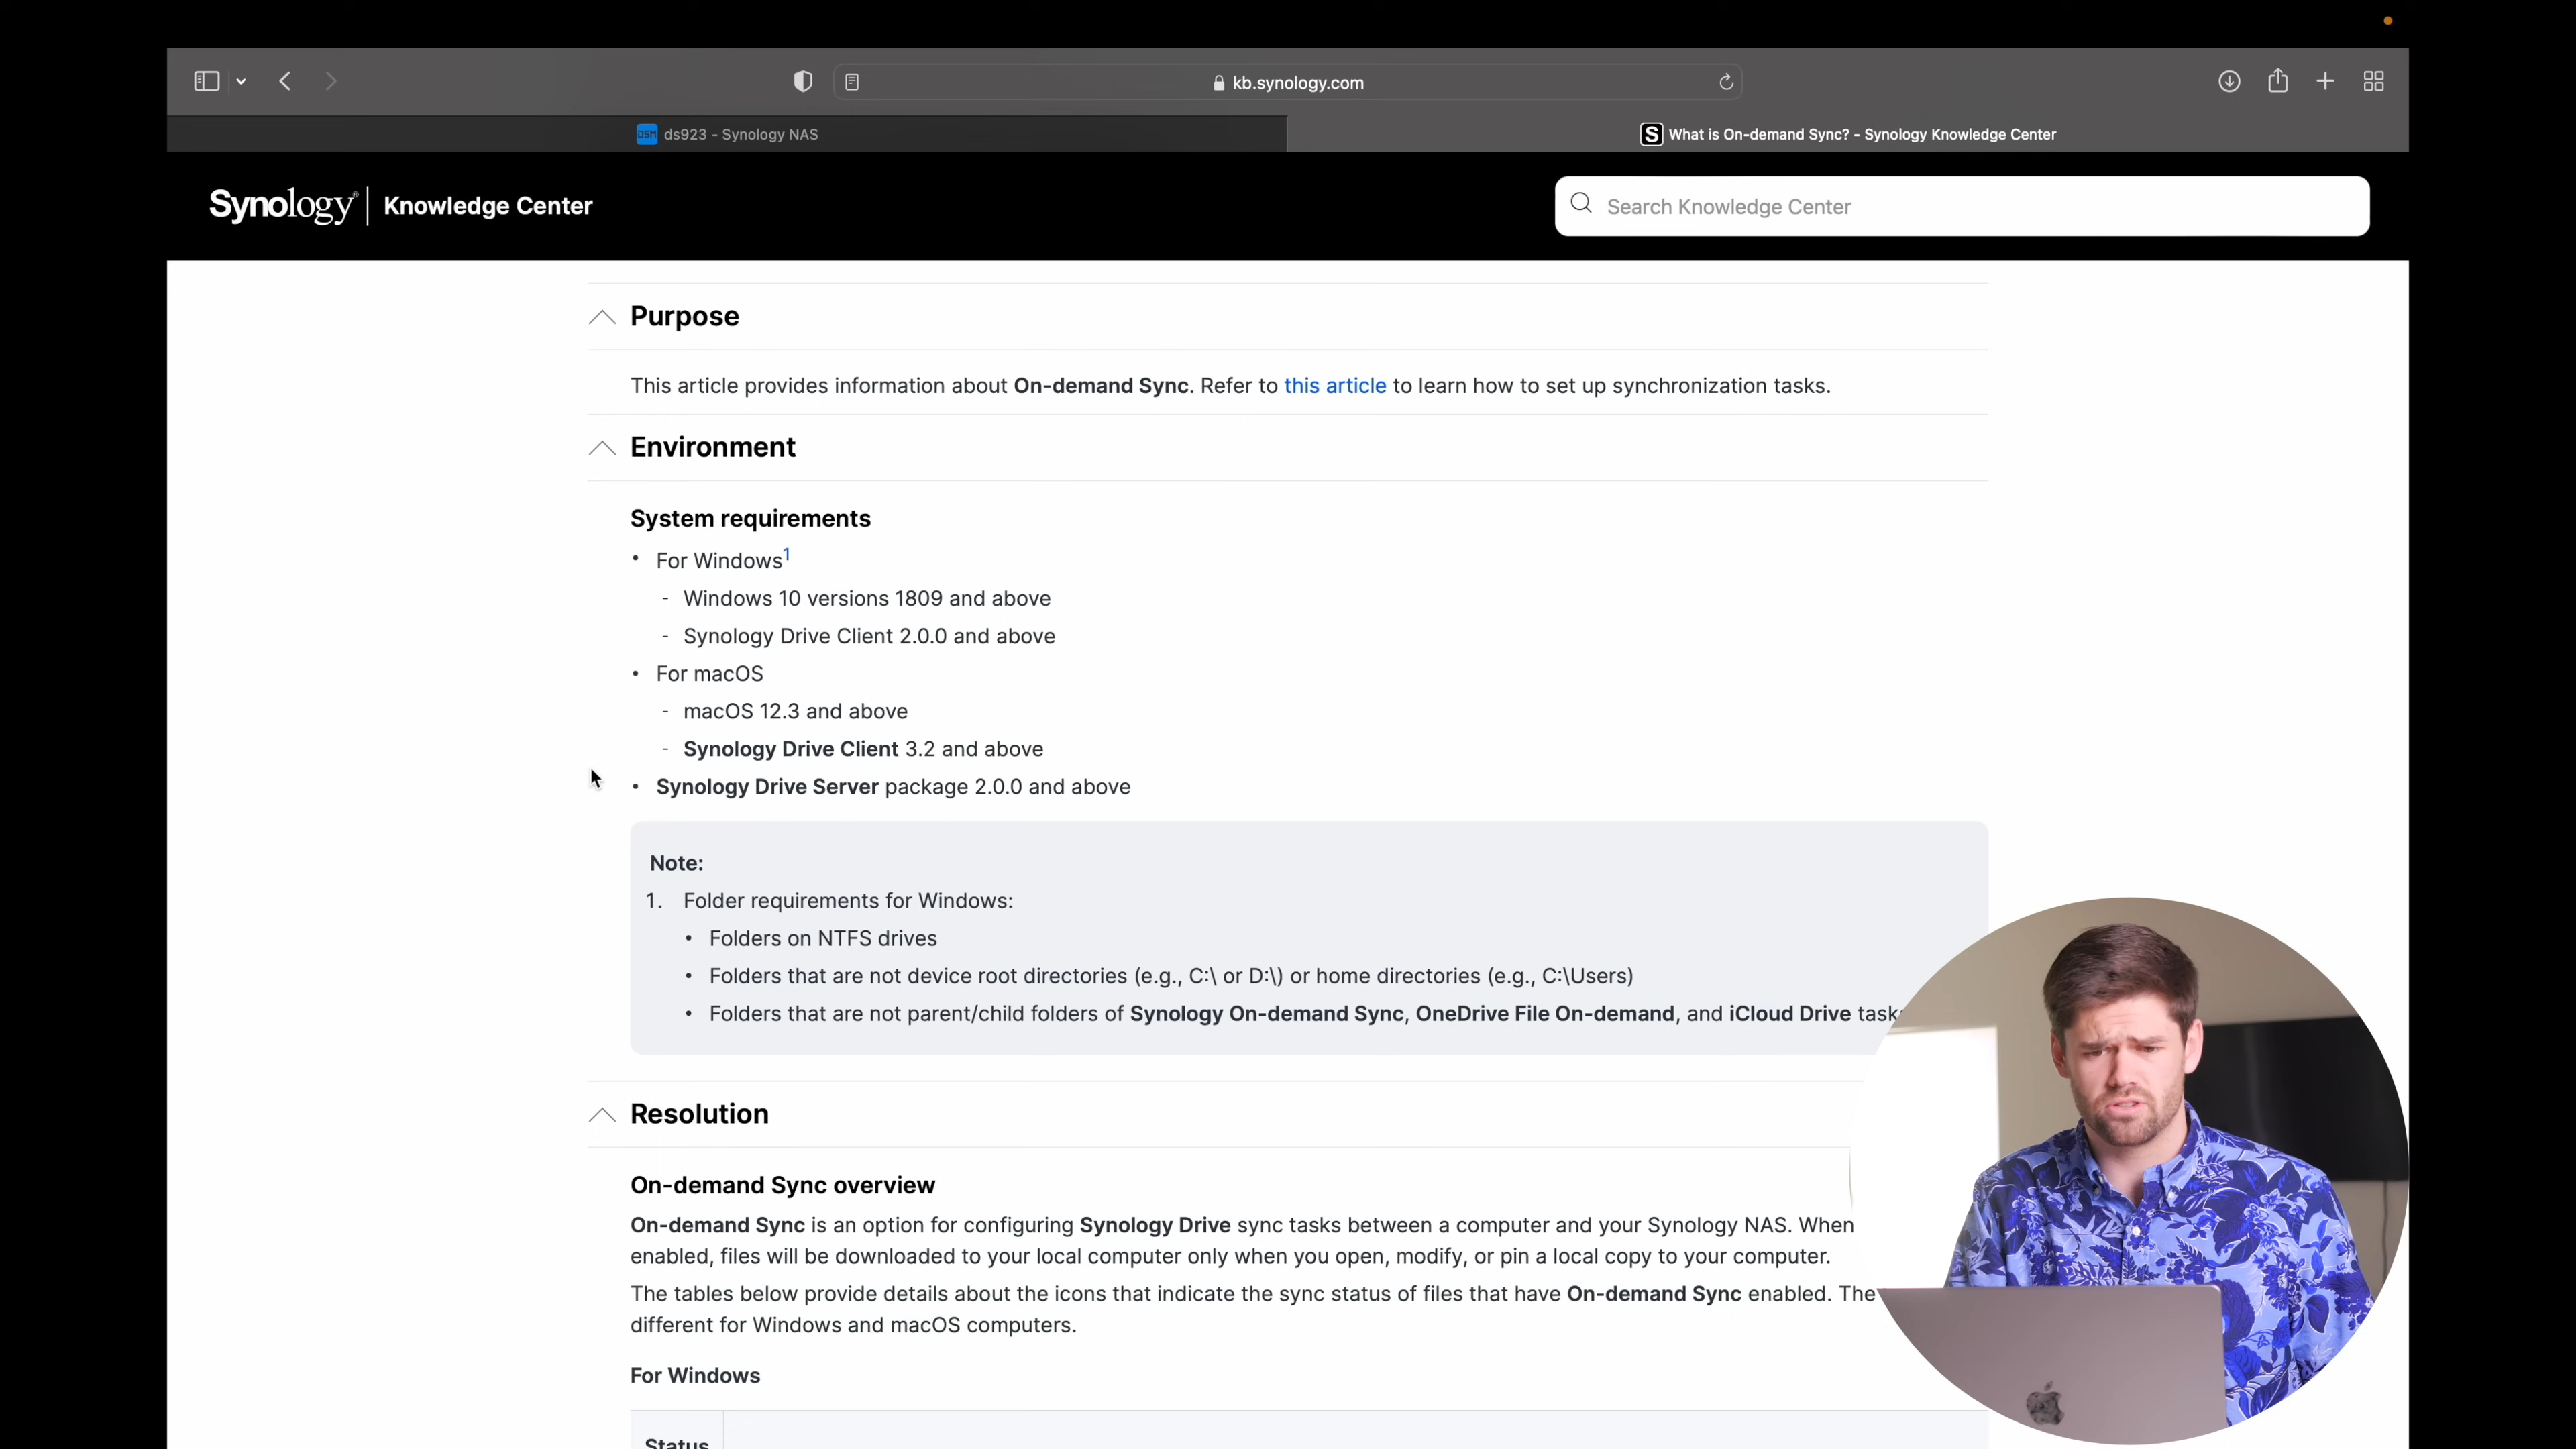 kb.synology.com
DSM ds923 - Synology NAS
S What is On-demand Sync? - Synology Knowledge Center
Synology® | Knowledge Center
Search Knowledge Center
Purpose
This article provides information about On-demand Sync. Refer to this article to learn how to set up synchronization tasks.
Environment
System requirements
• For Windows1
- Windows 10 versions 1809 and above
- Synology Drive Client 2.0.0 and above
• For macOS
- macOS 12.3 and above
- Synology Drive Client 3.2 and above
• Synology Drive Server package 2.0.0 and above
Note:
1. Folder requirements for Windows:
• Folders on NTFS drives
• Folders that are not device root directories (e.g., C:\ or D:\) or home directories (e.g., C:\Users)
• Folders that are not parent/child folders of Synology On-demand Sync, OneDrive File On-demand, and iCloud Drive task
Resolution
On-demand Sync overview
On-demand Sync is an option for configuring Synology Drive sync tasks between a computer and your Synology NAS. When
enabled, files will be downloaded to your local computer only when you open, modify, or pin a local copy to your computer.
The tables below provide details about the icons that indicate the sync status of files that have On-demand Sync enabled. The
different for Windows and macOS computers.
For Windows
Status